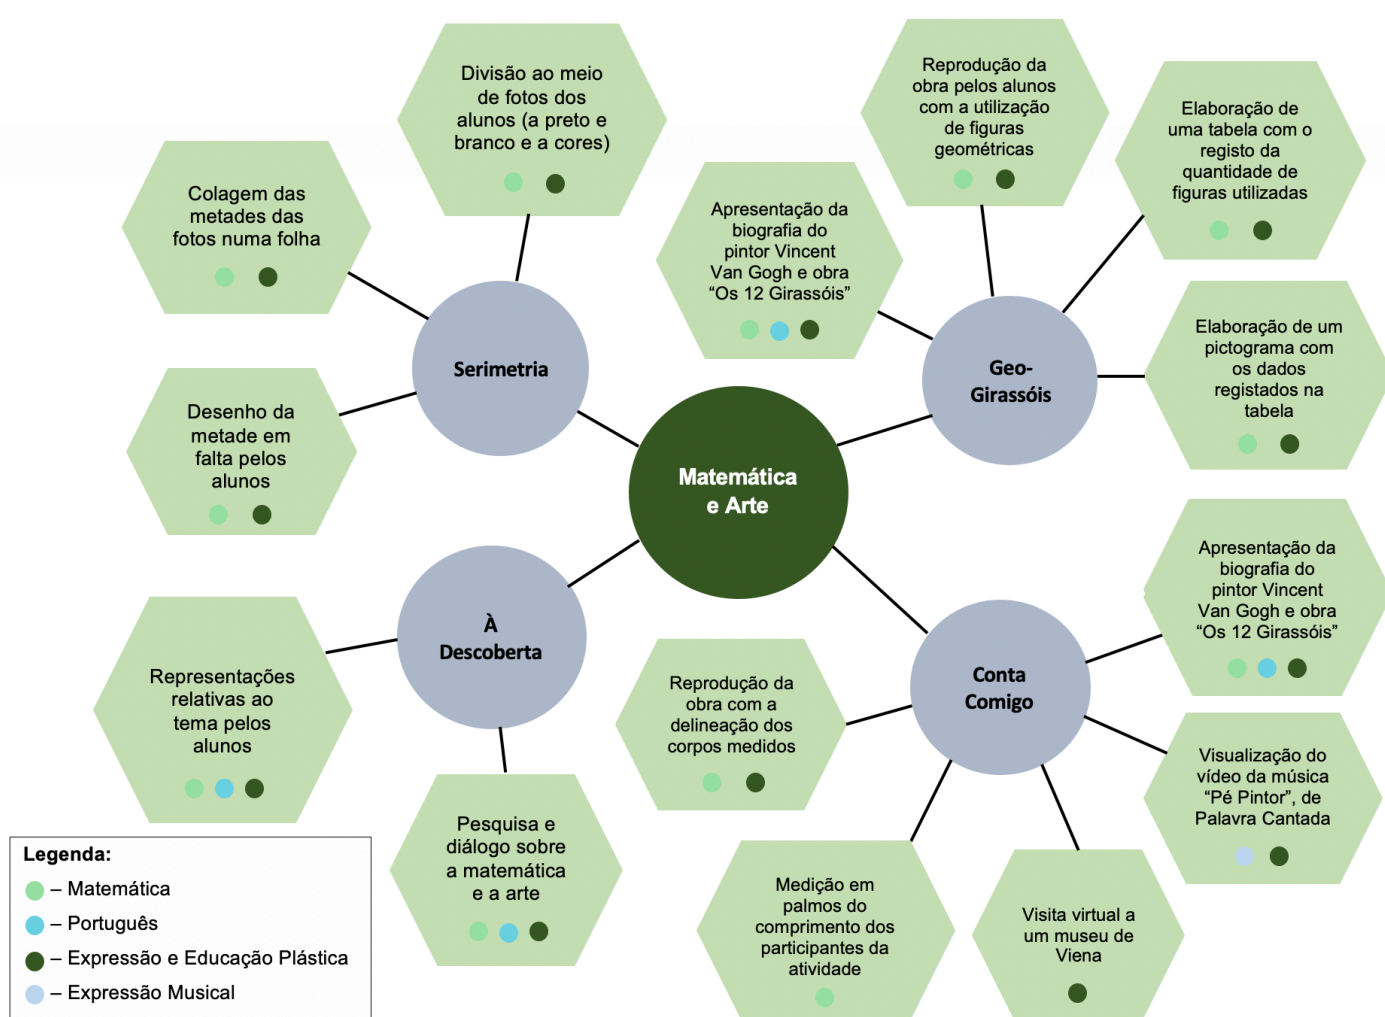 Divisão ao meio
de fotos dos
alunos (a preto e
branco e a cores)
Colagem das
metades das
fotos numa folha
Desenho da
metade em
falta pelos
alunos
Serimetria
Reprodução da
obra pelos alunos
com a utilização
de figuras
geométricas
Elaboração de
uma tabela com o
registo da
quantidade de
figuras utilizadas
Apresentação da
biografia do
pintor Vincent
Van Gogh e obra
“Os 12 Girassóis”
Elaboração de um
pictograma com
os dados
registados na
tabela
Geo-
Girassóis
Matemática
e Arte
À
Descoberta
Representações
relativas ao
tema pelos
alunos
Pesquisa e
diálogo sobre
a matemática
e a arte
Conta
Comigo
Apresentação da
biografia do
pintor Vincent
Van Gogh e obra
“Os 12 Girassóis”
Reprodução da
obra com a
delineação dos
corpos medidos
Visualização do
vídeo da música
“Pé Pintor”, de
Palavra Cantada
Medição em
palmos do
comprimento dos
participantes da
atividade
Visita virtual a
um museu de
Viena
Legenda:
– Matemática
– Português
– Expressão e Educação Plástica
– Expressão Musical